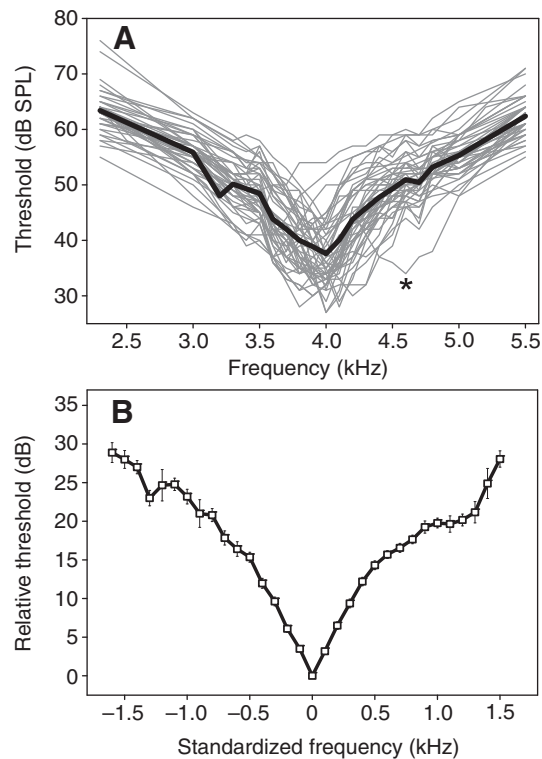 A
80
70
60
50
40
30
Threshold (dB SPL)
*
2.5 3.0 3.5 4.0 4.5 5.0 5.5
Frequency (kHz)
B
35
30
25
20
15
10
5
0
Relative threshold (dB)
−1.5 −1.0 −0.5 0 0.5 1.0 1.5
Standardized frequency (kHz)